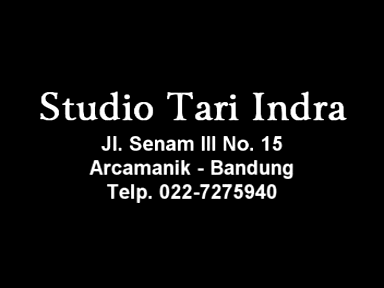 Studio Tari Indra
Jl. Senam III No. 15
Arcamanik - Bandung
Telp. 022-7275940